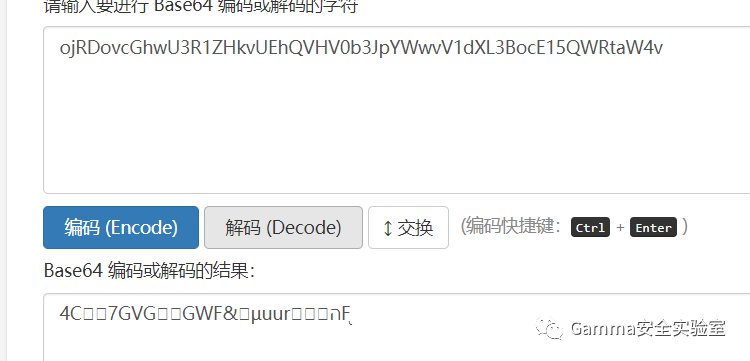 请输入要进行 Base64 编码或解码的字符
ojRDovcGhwU3R1ZHkvUEhQVHV0b3JpYWwvV1dXL3BocE15QWRtaW4v
编码 (Encode) 解码 (Decode) ↕ 交换 (编码快捷键: Ctrl + Enter )
Base64 编码或解码的结果:
4C▯▯7GVG▯▯GWF&▯µuur▯▯▯הF
Gamma安全实验室